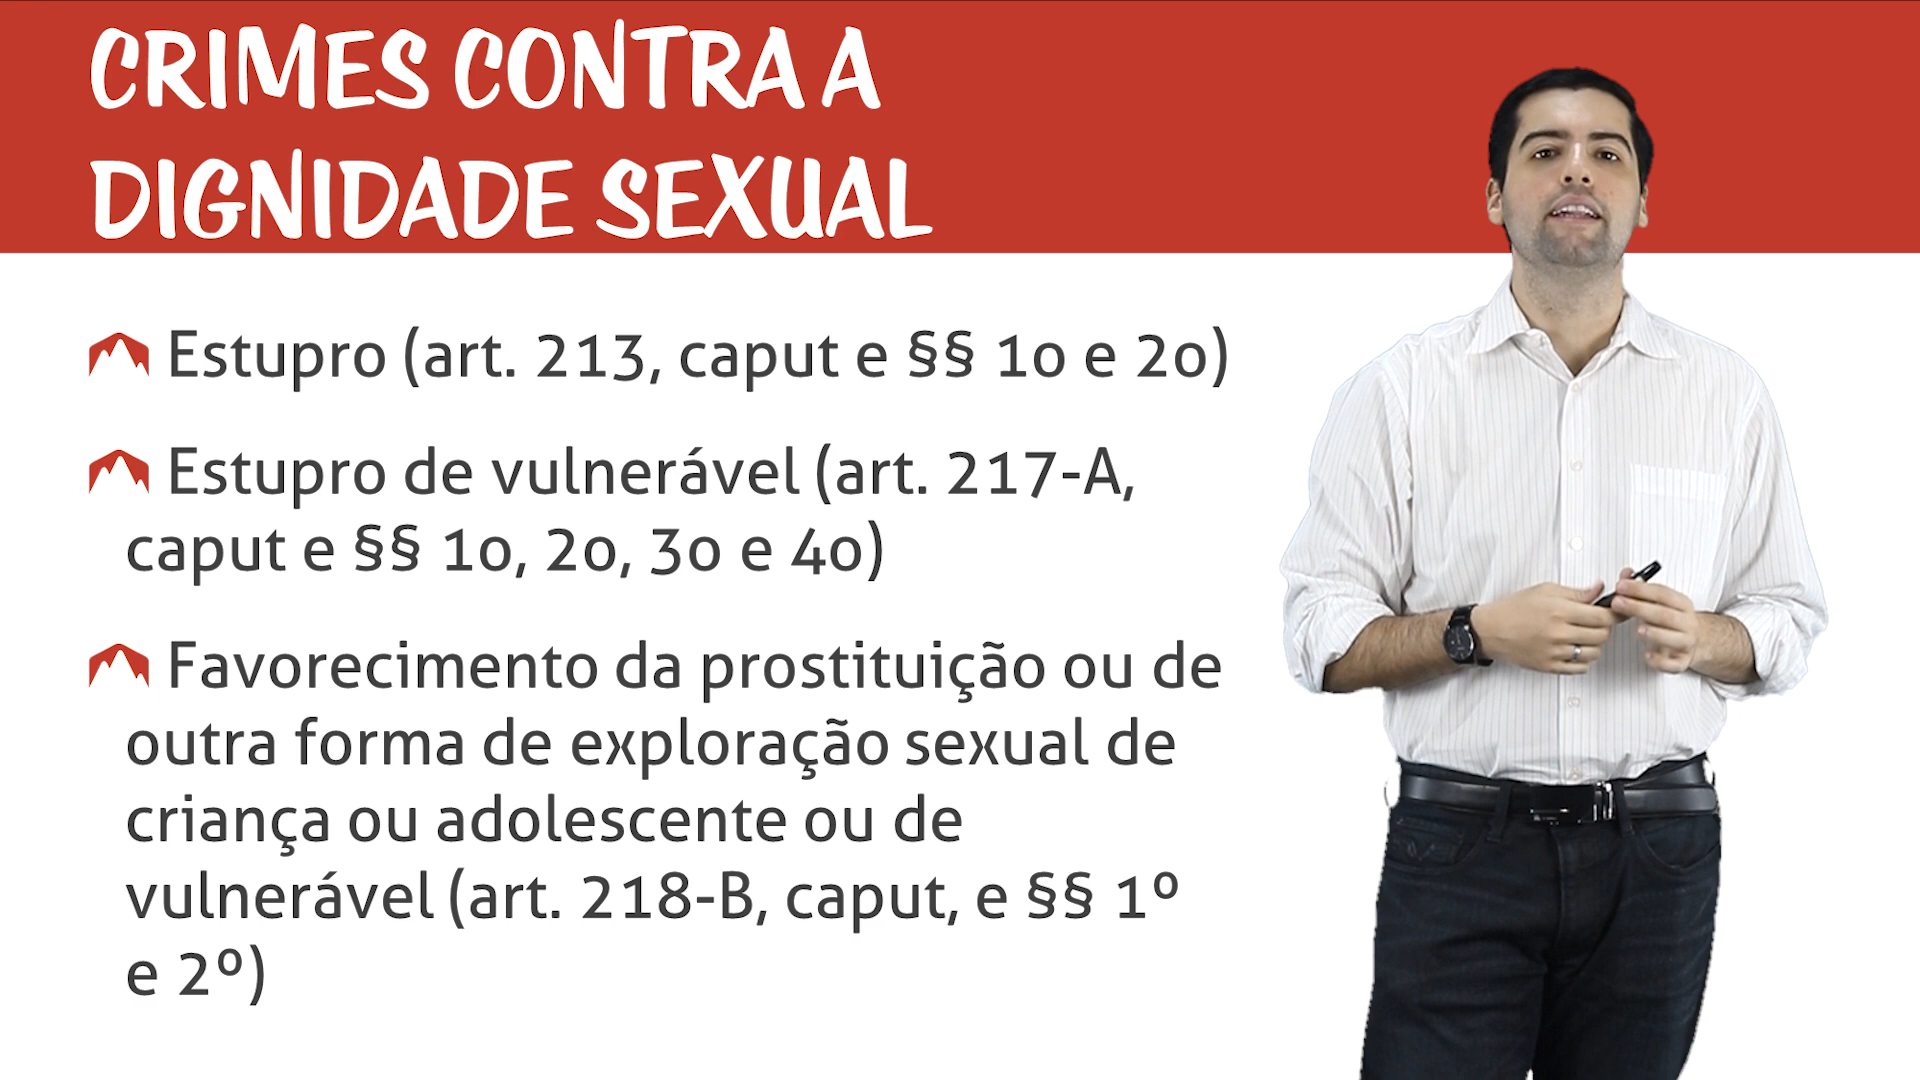 CRIMES CONTRA A
DIGNIDADE SEXUAL
Estupro (art. 213, caput e §§ 1o e 2o)
Estupro de vulnerável (art. 217-A,
caput e §§ 1o, 2o, 3o e 4o)
Favorecimento da prostituição ou de
outra forma de exploração sexual de
criança ou adolescente ou de
vulnerável (art. 218-B, caput, e §§ 1º
e 2º)